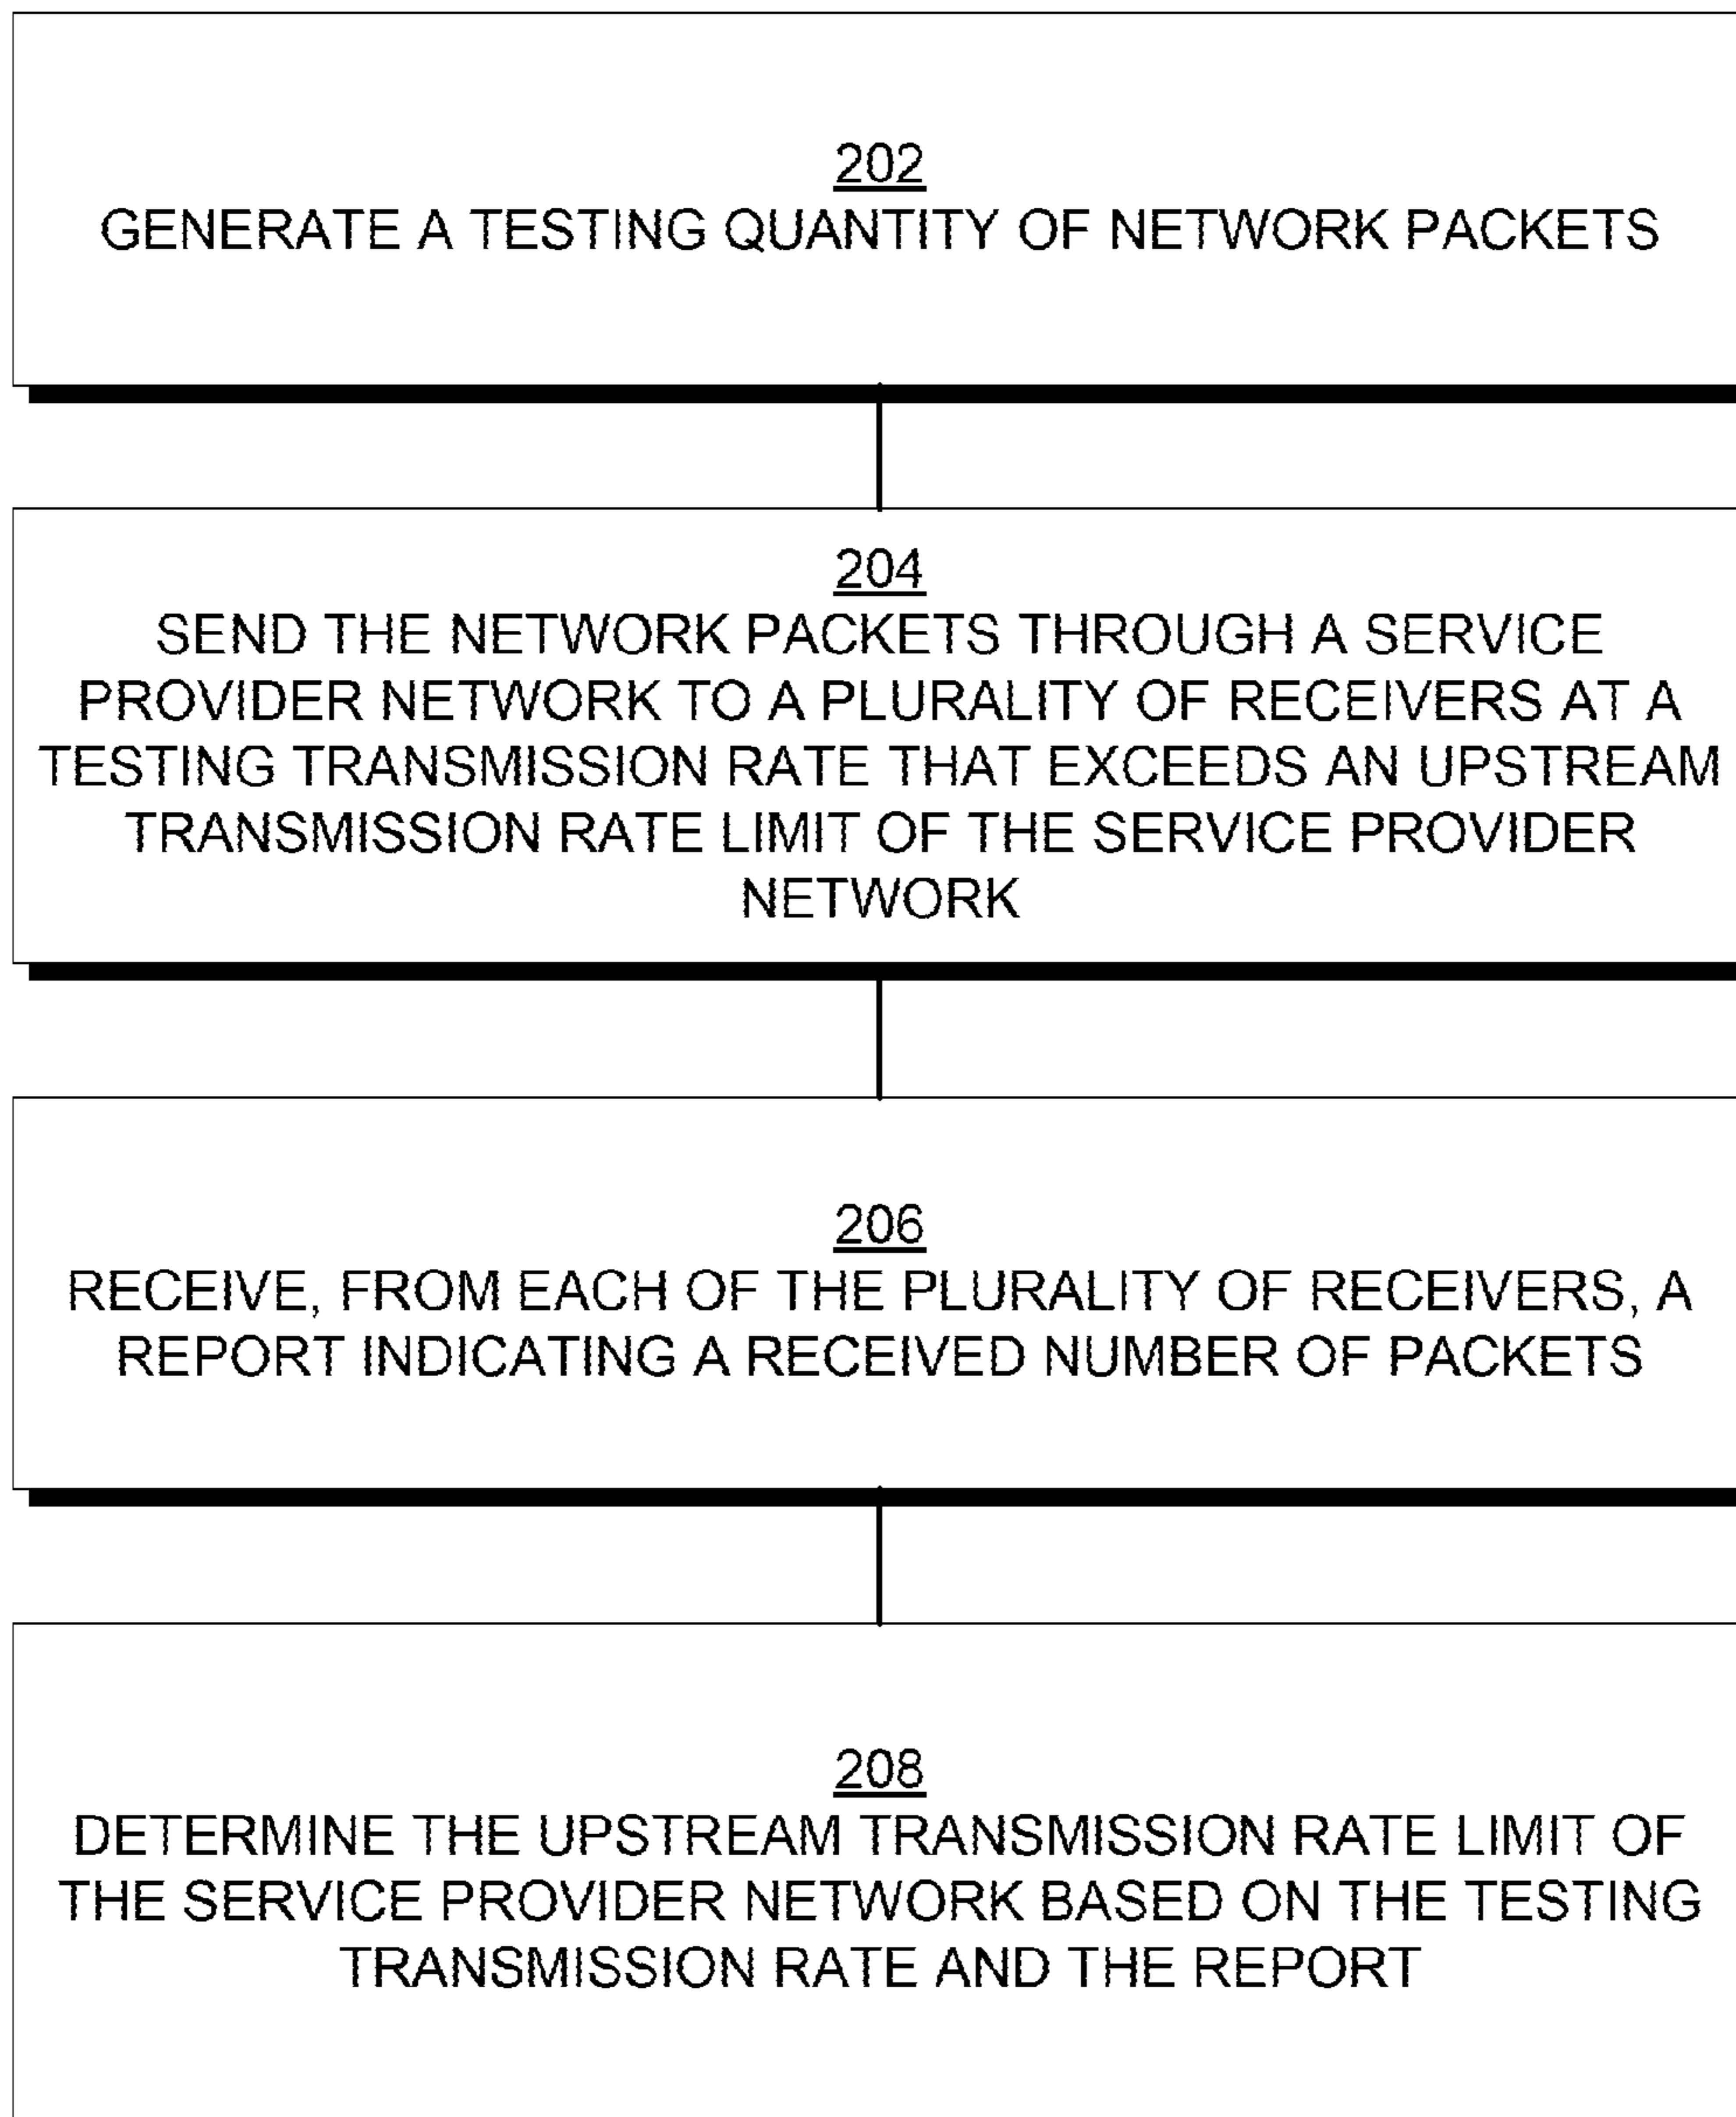 202
GENERATE A TESTING QUANTITY OF NETWORK PACKETS
204
SEND THE NETWORK PACKETS THROUGH A SERVICE
PROVIDER NETWORK TO A PLURALITY OF RECEIVERS AT A
TESTING TRANSMISSION RATE THAT EXCEEDS AN UPSTREAM
TRANSMISSION RATE LIMIT OF THE SERVICE PROVIDER
NETWORK
206
RECEIVE, FROM EACH OF THE PLURALITY OF RECEIVERS, A
REPORT INDICATING A RECEIVED NUMBER OF PACKETS
208
DETERMINE THE UPSTREAM TRANSMISSION RATE LIMIT OF
THE SERVICE PROVIDER NETWORK BASED ON THE TESTING
TRANSMISSION RATE AND THE REPORT